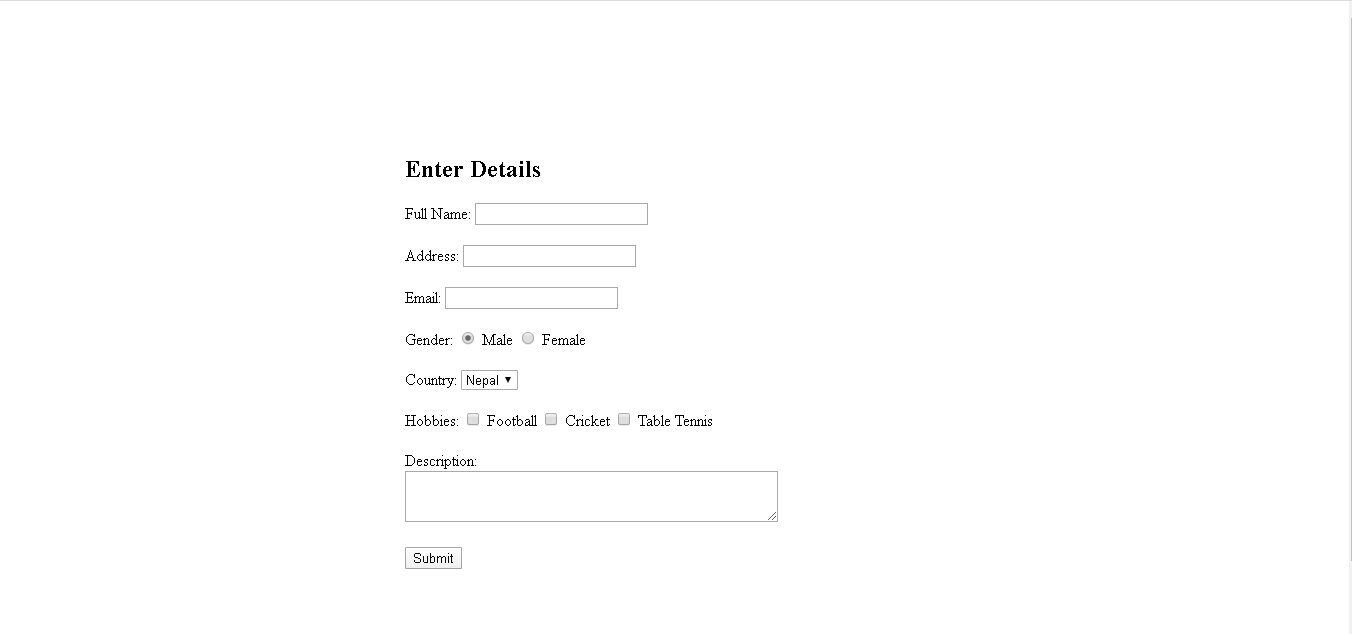 Enter Details
Full Name:
Address:
Email:
Gender: Male Female
Country: Nepal
Hobbies: Football Cricket Table Tennis
Description:
Submit